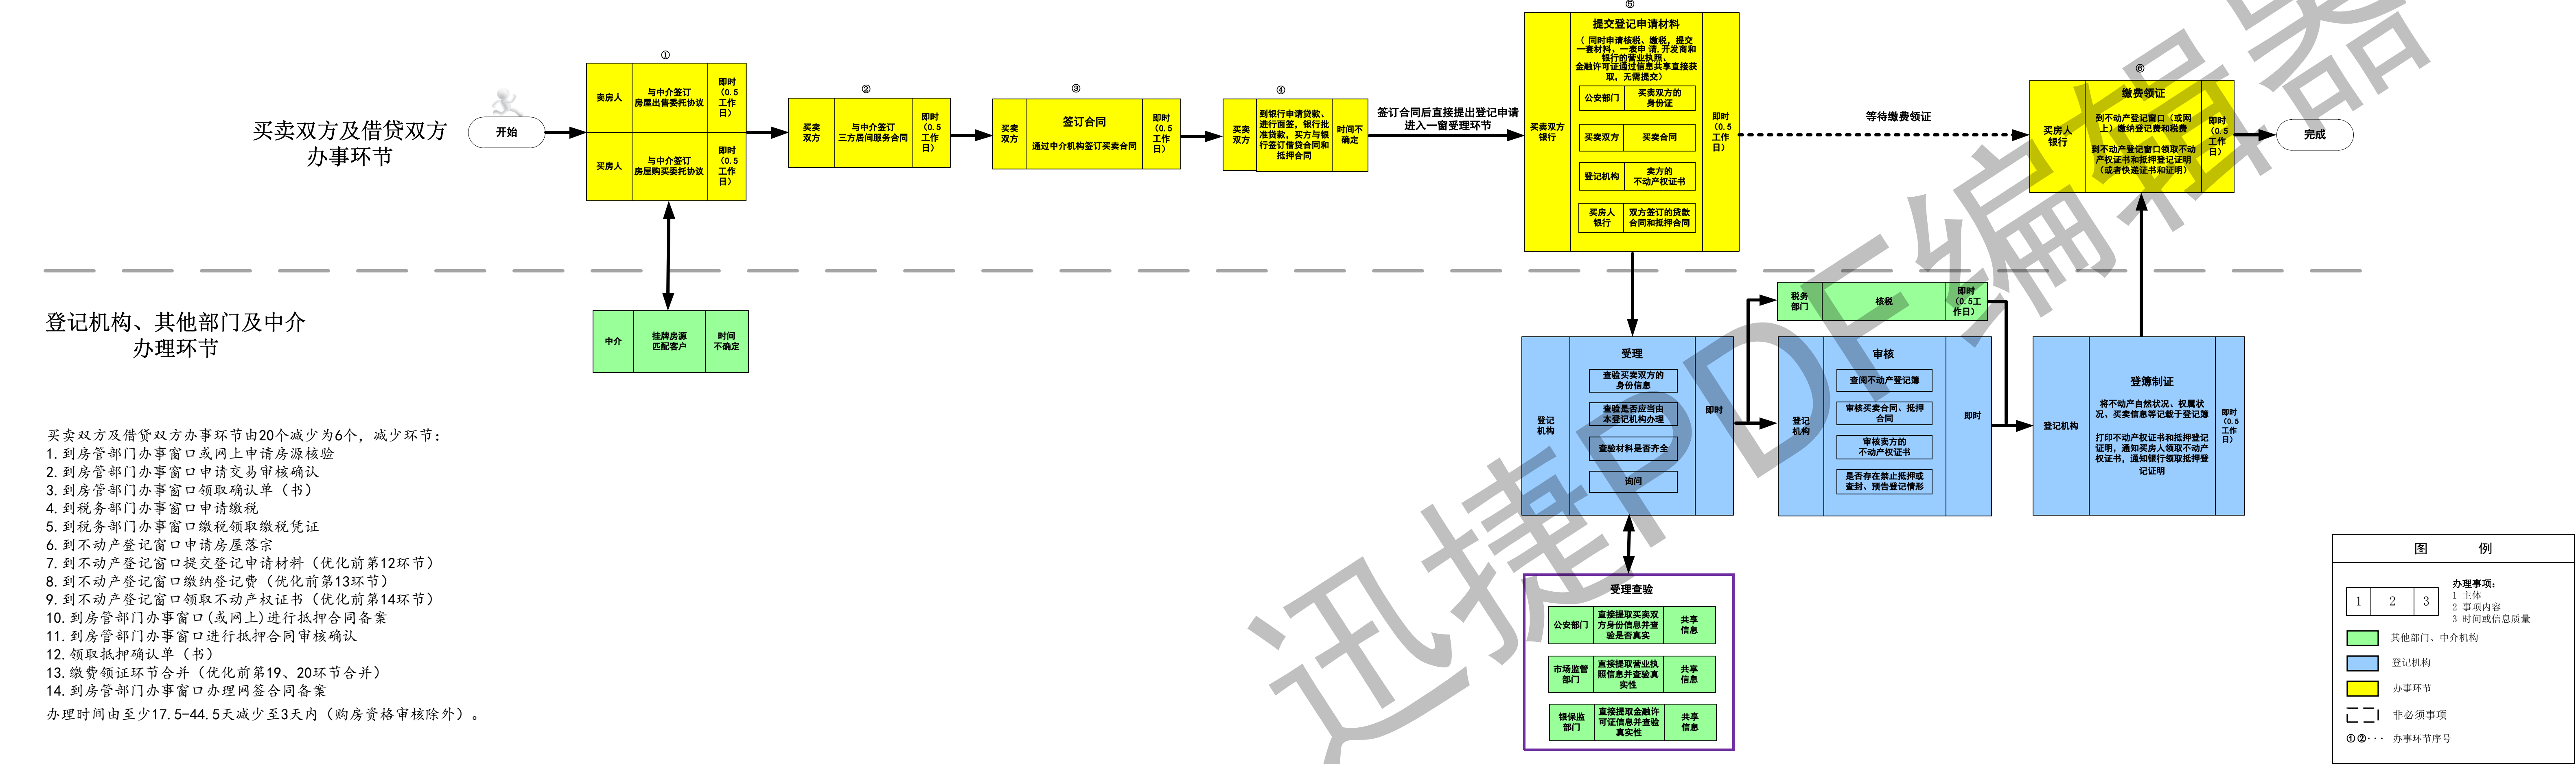 买卖双方及借贷双方
办事环节
开始
①
卖房人
与中介签订
房屋出售委托协议
即时
（0.5
工作
日）
买房人
与中介签订
房屋购买委托协议
即时
（0.5
工作
日）
②
买卖
双方
与中介签订
三方居间服务合同
即时
（0.5
工作
日）
③
买卖
双方
签订合同
通过中介机构签订买卖合同
即时
（0.5
工作
日）
④
买卖
双方
到银行申请贷款、
进行面签，银行批
准贷款，买方与银
行签订借贷合同和
抵押合同
时间不
确定
签订合同后直接提出登记申请
进入一窗受理环节
⑤
买卖双方
银行
提交登记申请材料
（ 同时申请核税、缴税，提交
一套材料、一表申 请,开发商和
银行的营业执照、
金融许可证通过信息共享直接获
取，无需提交）
公安部门
买卖双方的
身份证
买卖双方
买卖合同
登记机构
卖方的
不动产权证书
买房人
银行
双方签订的贷款
合同和抵押合同
即时
（0.5
工作
日）
等待缴费领证
⑥
买房人
银行
缴费领证
到不动产登记窗口（或网
上）缴纳登记费和税费
到不动产登记窗口领取不动
产权证书和抵押登记证明
（或者快递证书和证明）
即时
（0.5
工作
日）
完成
登记机构、其他部门及中介
办理环节
中介
挂牌房源
匹配客户
时间
不确定
登记
机构
受理
查验买卖双方的
身份信息
查验是否应当由
本登记机构办理
查验材料是否齐全
询问
即时
税务
部门
核税
即时
（0.5工
作日）
登记
机构
审核
查阅不动产登记簿
审核买卖合同、抵押
合同
审核卖方的
不动产权证书
是否存在禁止抵押或
查封、预告登记情形
即时
登记机构
登簿制证
将不动产自然状况、权属状
况、买卖信息等记载于登记簿
打印不动产权证书和抵押登记
证明，通知买房人领取不动产
权证书，通知银行领取抵押登
记证明
即时
（0.5
工作
日）
受理查验
公安部门
直接提取买卖双
方身份信息并查
验是否真实
共享
信息
市场监管
部门
直接提取营业执
照信息并查验真
实性
共享
信息
银保监
部门
直接提取金融许
可证信息并查验
真实性
共享
信息
买卖双方及借贷双方办事环节由20个减少为6个，减少环节：
1.到房管部门办事窗口或网上申请房源核验
2.到房管部门办事窗口申请交易审核确认
3.到房管部门办事窗口领取确认单（书）
4.到税务部门办事窗口申请缴税
5.到税务部门办事窗口缴税领取缴税凭证
6.到不动产登记窗口申请房屋落宗
7.到不动产登记窗口提交登记申请材料（优化前第12环节）
8.到不动产登记窗口缴纳登记费（优化前第13环节）
9.到不动产登记窗口领取不动产权证书（优化前第14环节）
10.到房管部门办事窗口(或网上)进行抵押合同备案
11.到房管部门办事窗口进行抵押合同审核确认
12.领取抵押确认单（书）
13.缴费领证环节合并（优化前第19、20环节合并）
14.到房管部门办事窗口办理网签合同备案
办理时间由至少17.5-44.5天减少至3天内（购房资格审核除外）。
图 例
1 2 3
办理事项：
1 主体
2 事项内容
3 时间或信息质量
其他部门、中介机构
登记机构
办事环节
非必须事项
①②··· 办事环节序号
迅捷PDF编辑器